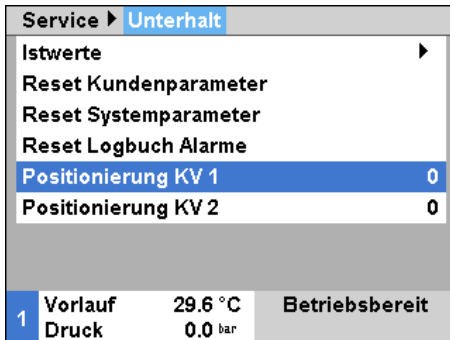 Service ▶ Unterhalt
Istwerte ▶
Reset Kundenparameter
Reset Systemparameter
Reset Logbuch Alarme
Positionierung KV 1 0
Positionierung KV 2 0
1 Vorlauf 29.6 °C Betriebsbereit
Druck 0.0 bar